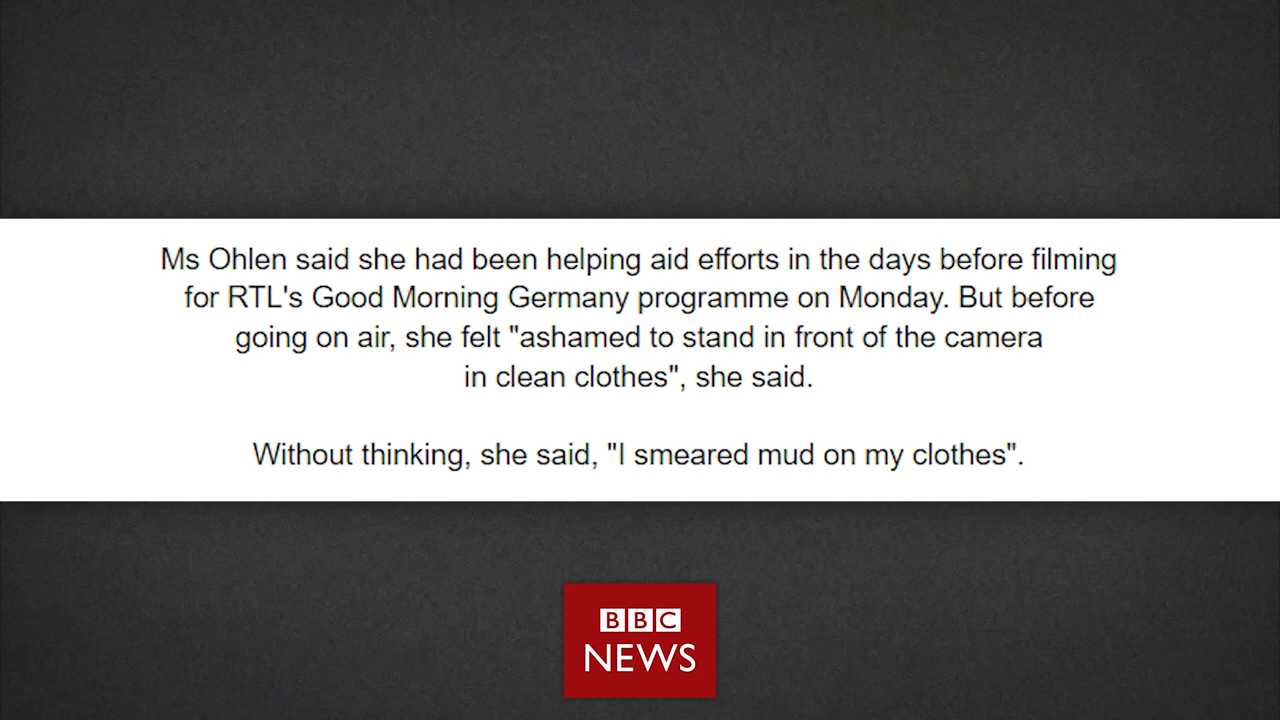 Ms Ohlen said she had been helping aid efforts in the days before filming
for RTL's Good Morning Germany programme on Monday. But before
going on air, she felt "ashamed to stand in front of the camera
in clean clothes", she said.
Without thinking, she said, "I smeared mud on my clothes".
BBC
NEWS